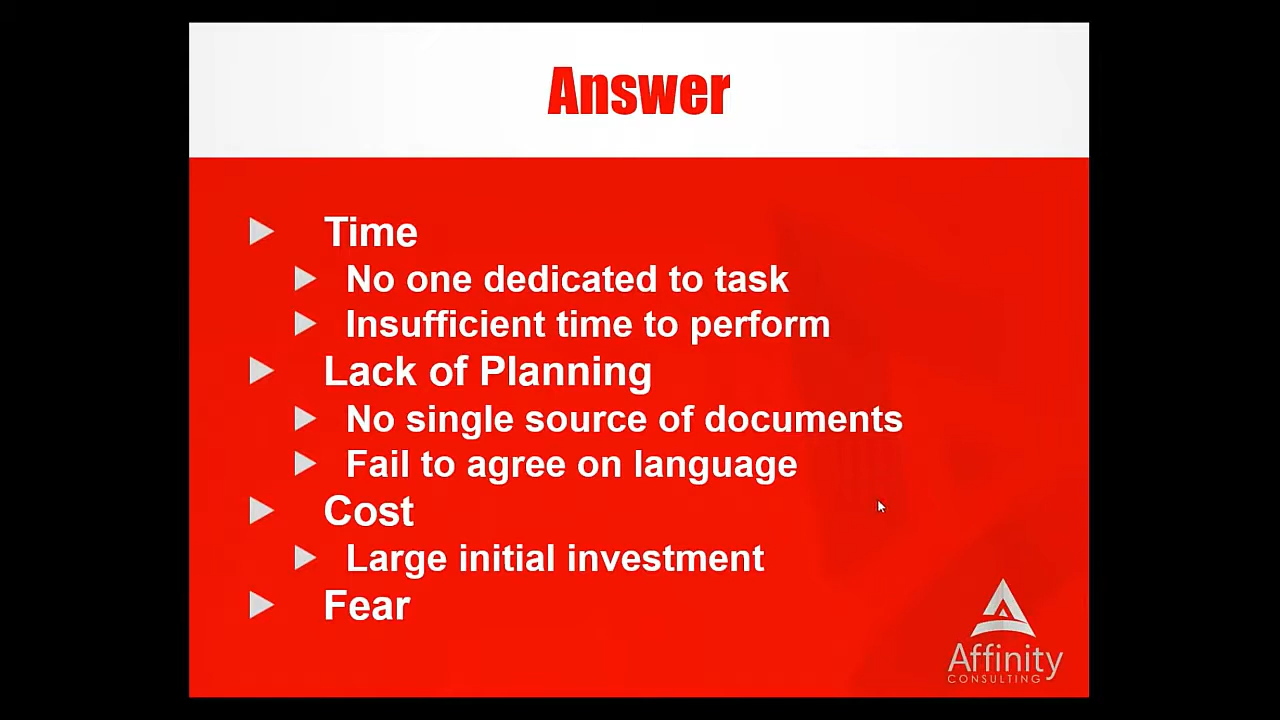 Answer
Time
No one dedicated to task
Insufficient time to perform
Lack of Planning
No single source of documents
Fail to agree on language
Cost
Large initial investment
Fear
Affinity
CONSULTING